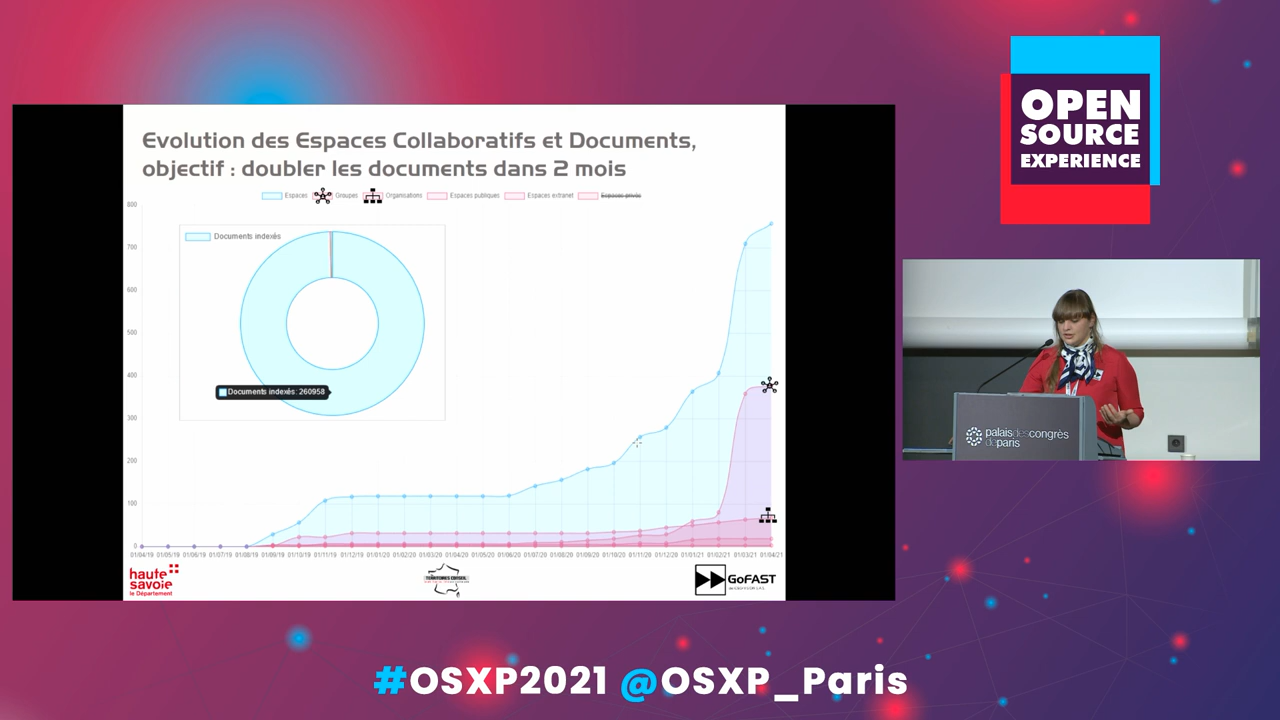 Evolution des Espaces Collaboratifs et Documents,
objectif : doubler les documents dans 2 mois
Espaces Groupes Organisations Espaces publiques Espaces extranet Espaces privés
Documents indexés
Documents indexés: 260958
800
700
600
500
400
300
200
100
0
01/04/19 01/05/19 01/06/19 01/07/19 01/08/19 01/09/19 01/10/19 01/11/19 01/12/19 01/01/20 01/02/20 01/03/20 01/04/20 01/05/20 01/06/20 01/07/20 01/08/20 01/09/20 01/10/20 01/11/20 01/12/20 01/01/21 01/02/21 01/03/21 01/04/21
haute
savoie
le Département
TERRITOIRES CONSEIL
GoFAST
OPEN
SOURCE
EXPERIENCE
palaisdescongrès
deparis
#OSXP2021 @OSXP_Paris